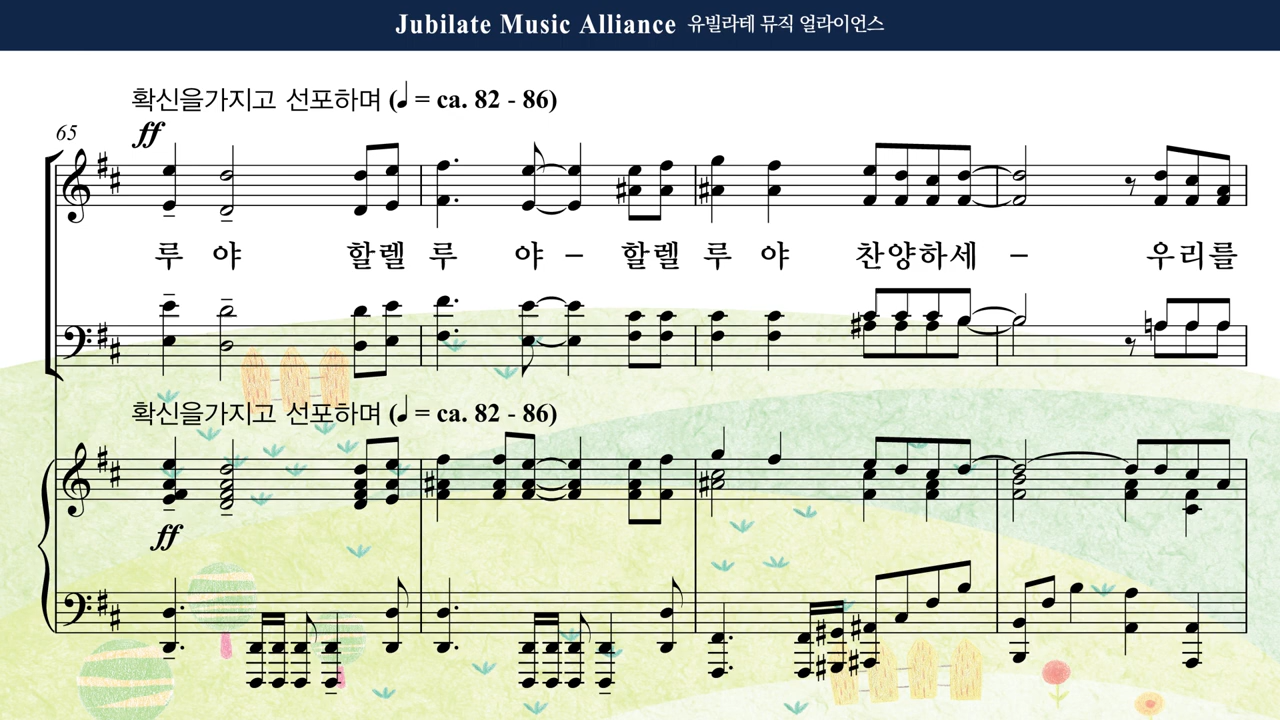 Jubilate Music Alliance 유빌라테 뮤직 얼라이언스
확신을가지고 선포하며 (♩ = ca. 82 - 86)
65
ff
루 야 할렐 루 야 – 할렐 루 야 찬양하세 – 우리를
확신을가지고 선포하며 (♩ = ca. 82 - 86)
ff